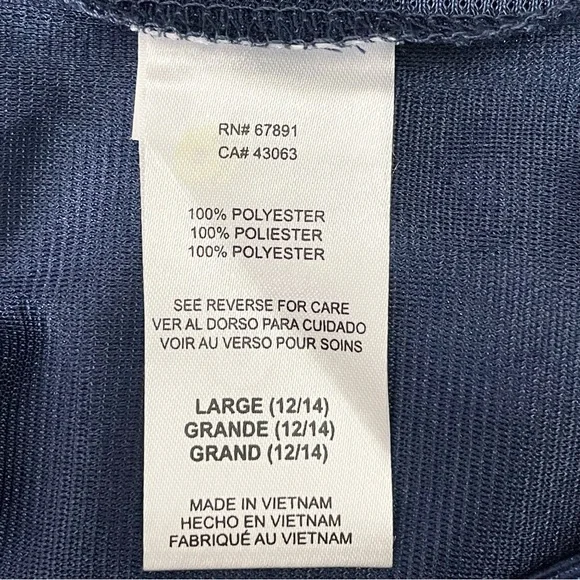 RN# 67891
CA# 43063
100% POLYESTER
100% POLIESTER
100% POLYESTER
SEE REVERSE FOR CARE
VER AL DORSO PARA CUIDADO
VOIR AU VERSO POUR SOINS
LARGE (12/14)
GRANDE (12/14)
GRAND (12/14)
MADE IN VIETNAM
HECHO EN VIETNAM
FABRIQUÉ AU VIETNAM